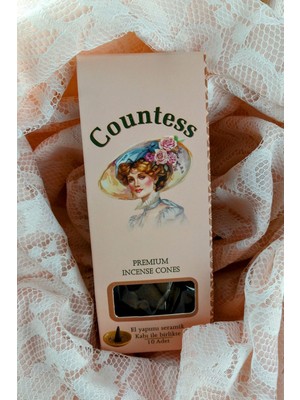 Countess
PREMIUM
INCENSE CONES
El yapımı seramik
Kabı ile birlikte
10 Adet